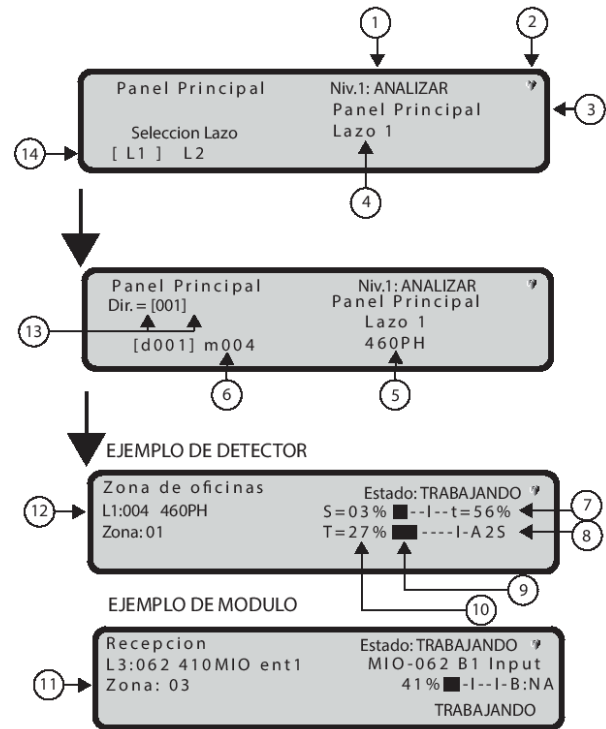 1 2
Panel Principal Niv.1: ANALIZAR
Panel Principal
3
Seleccion Lazo Lazo 1
14
[ L1 ] L2
4
Panel Principal Niv.1: ANALIZAR
Dir. = [001] Panel Principal
Lazo 1
13
[d001] m004 460PH
6 5
EJEMPLO DE DETECTOR
Zona de oficinas Estado: TRABAJANDO
12 L1:004 460PH S=03% --I--t=56% 7
Zona: 01 T=27% ----I-A2S 8
9
10
EJEMPLO DE MODULO
Recepcion Estado: TRABAJANDO
L3:062 410MIO ent1 MIO-062 B1 Input
11 Zona: 03 41% -I--I-B:NA
TRABAJANDO